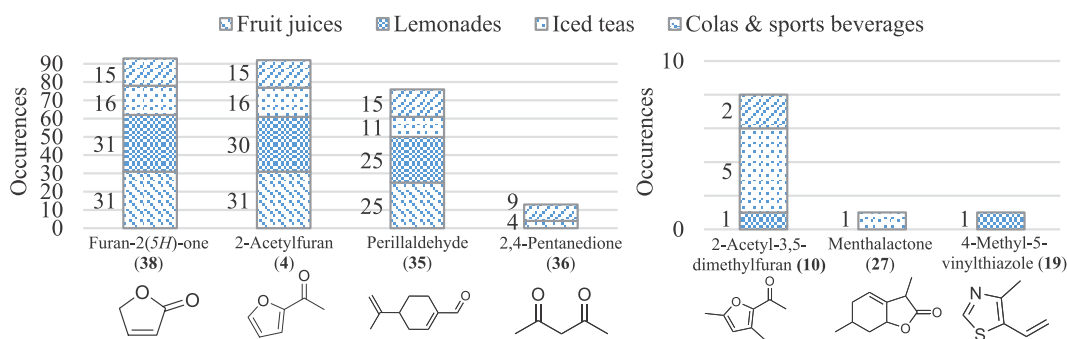 Fruit juices Lemonades Iced teas Colas & sports beverages
Occurences
90
80
70
60
50
40
30
20
10
0
15
16
31
31
15
16
30
31
15
11
25
25
9
4
Furan-2(5H)-one
(38)
2-Acetylfuran
(4)
Perillaldehyde
(35)
2,4-Pentanedione
(36)
O
O
O
O
O
O
O
Occurences
10
0
2
5
1
1
1
2-Acetyl-3,5-
dimethylfuran (10)
Menthalactone
(27)
4-Methyl-5-
vinylthiazole (19)
O
O
O
O
N
S